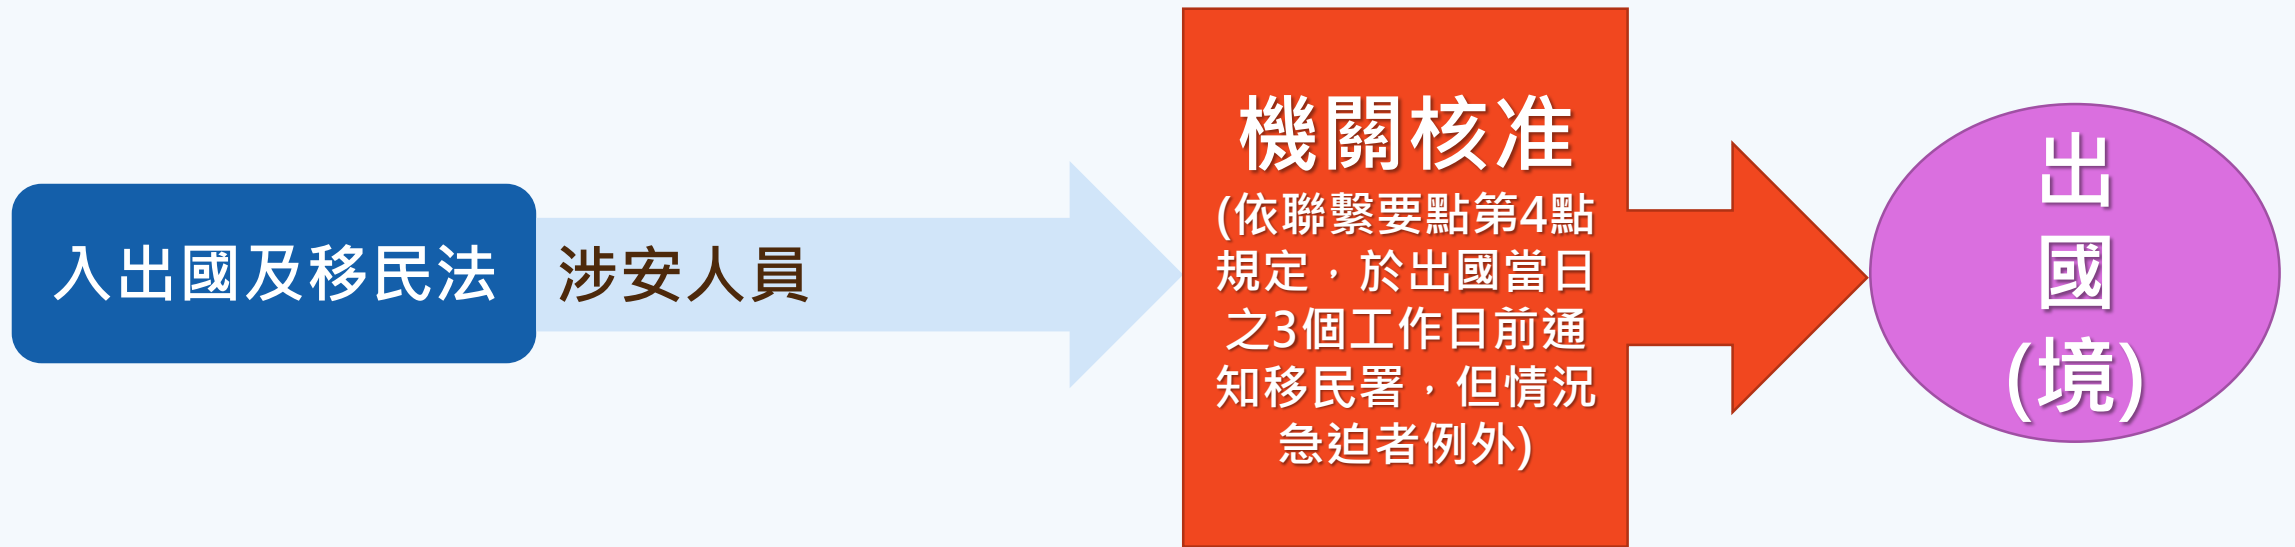 入出國及移民法
涉安人員
機關核准
(依聯繫要點第4點
規定，於出國當日
之3個工作日前通
知移民署，但情況
急迫者例外)
出
國
(境)